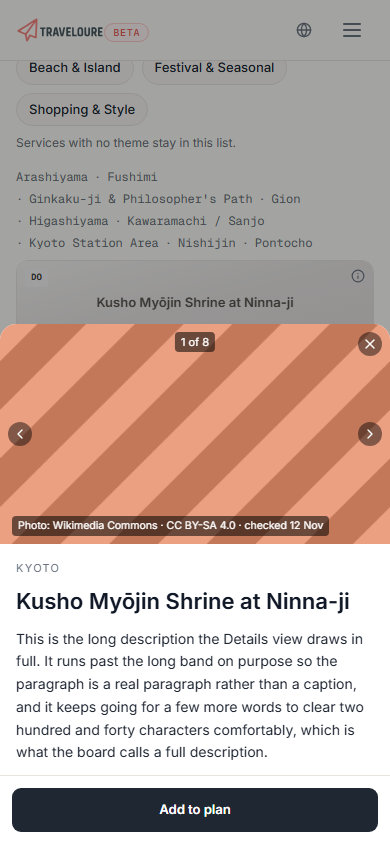 TRAVELOURE BETA
Beach & Island Festival & Seasonal
Shopping & Style
Services with no theme stay in this list.
Arashiyama · Fushimi
· Ginkaku-ji & Philosopher's Path · Gion
· Higashiyama · Kawaramachi / Sanjo
· Kyoto Station Area · Nishijin · Pontocho
DO
Kusho Myōjin Shrine at Ninna-ji
1 of 8
Photo: Wikimedia Commons · CC BY-SA 4.0 · checked 12 Nov
KYOTO
Kusho Myōjin Shrine at Ninna-ji
This is the long description the Details view draws in
full. It runs past the long band on purpose so the
paragraph is a real paragraph rather than a caption,
and it keeps going for a few more words to clear two
hundred and forty characters comfortably, which is
what the board calls a full description.
Add to plan